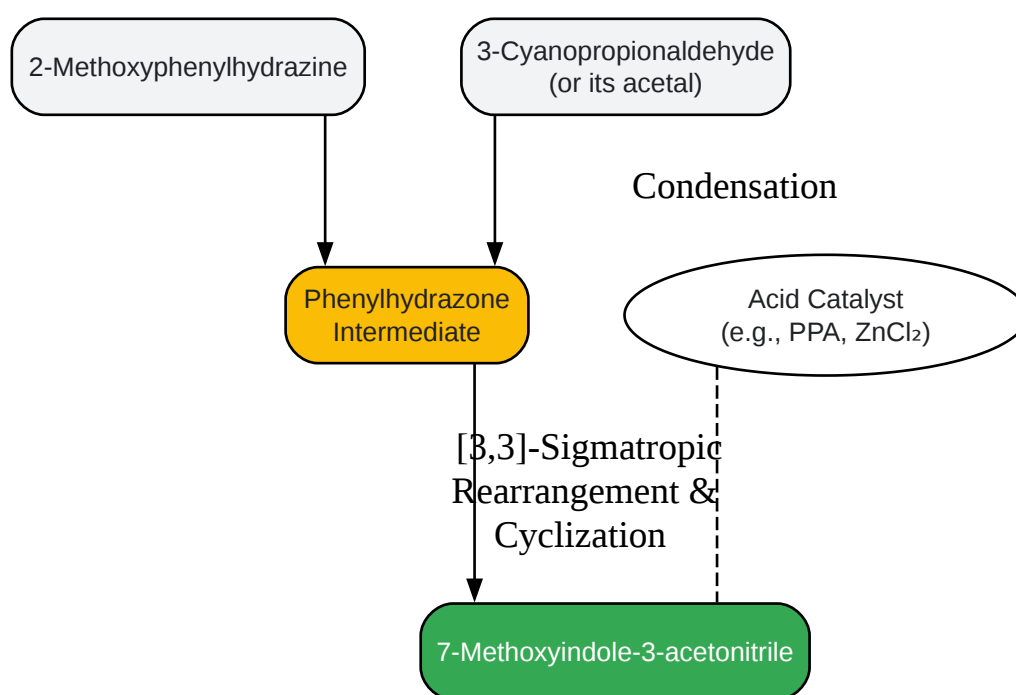 2-Methoxyphenylhydrazine
3-Cyanopropionaldehyde
(or its acetal)
Condensation
Phenylhydrazone
Intermediate
Acid Catalyst
(e.g., PPA, ZnCl₂)
[3,3]-Sigmatropic
Rearrangement &
Cyclization
7-Methoxyindole-3-acetonitrile